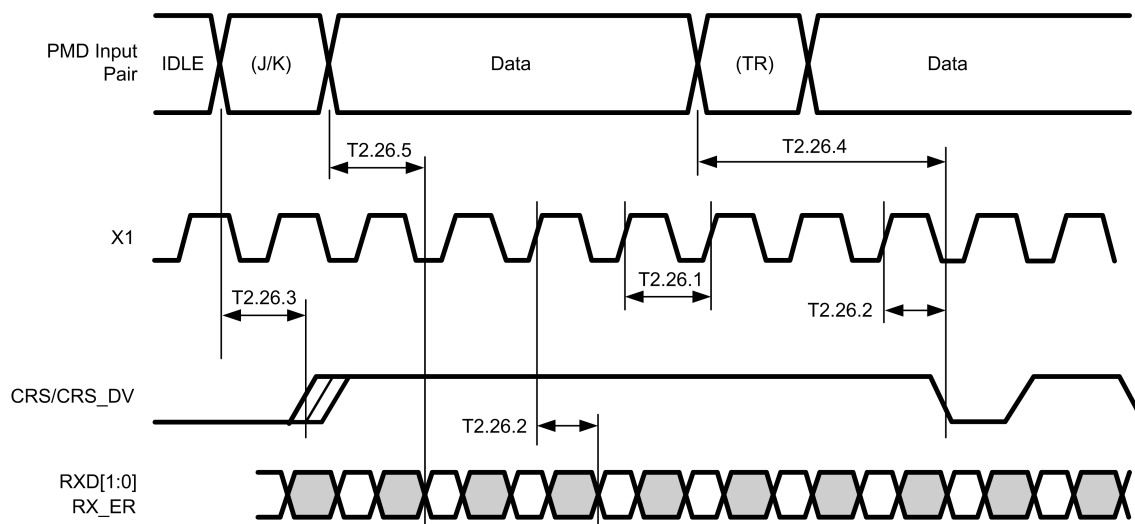 PMD Input
Pair
IDLE
(J/K)
Data
(TR)
Data
T2.26.5
T2.26.4
X1
T2.26.3
T2.26.1
T2.26.2
CRS/CRS_DV
T2.26.2
RXD[1:0]
RX_ER